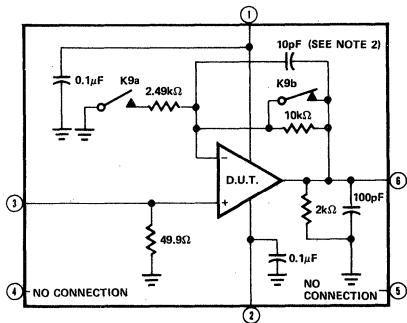 1
10pF (SEE NOTE 2)
0.1μF
K9a
2.49kΩ
K9b
10kΩ
−
D.U.T.
+
3
6
2kΩ
100pF
49.9Ω
0.1μF
4
NO CONNECTION
NO
CONNECTION
5
2